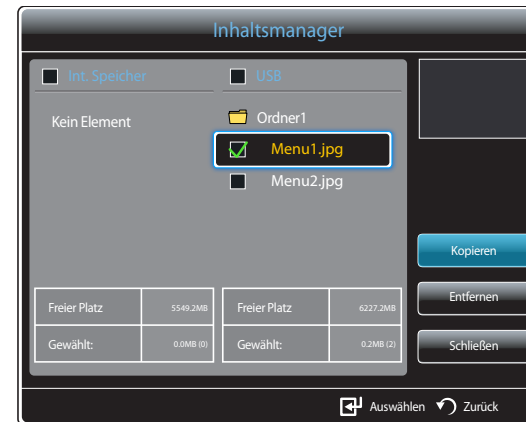 Inhaltsmanager
Int. Speicher
USB
Kein Element
Ordner1
Menu1.jpg
Menu2.jpg
Kopieren
Entfernen
Schließen
Freier Platz 5549.2MB
Gewählt: 0.0MB (0)
Freier Platz 6227.2MB
Gewählt: 0.2MB (2)
Auswählen Zurück